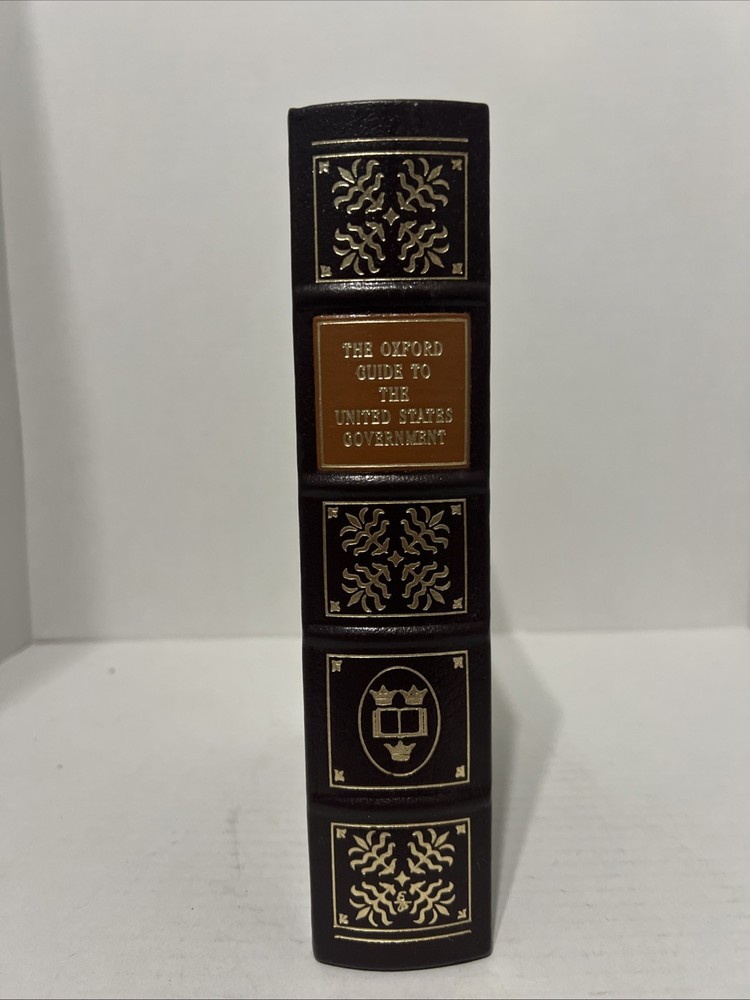 THE OXFORD
GUIDE TO
THE
UNITED STATES
GOVERNMENT